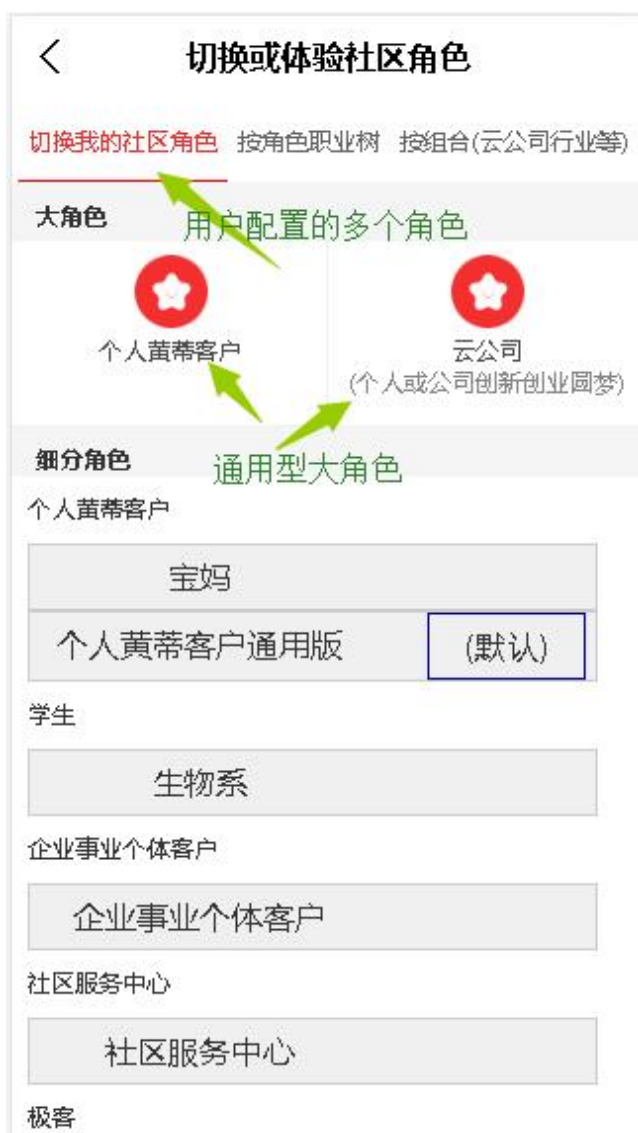 切换或体验社区角色
切换我的社区角色 按角色职业树 按组合(云公司行业等)
大角色
用户配置的多个角色
个人黄蒂客户
云公司
(个人或公司创新创业圆梦)
细分角色
通用型大角色
个人黄蒂客户
宝妈
个人黄蒂客户通用版 (默认)
学生
生物系
企业事业个体客户
企业事业个体客户
社区服务中心
社区服务中心
极客